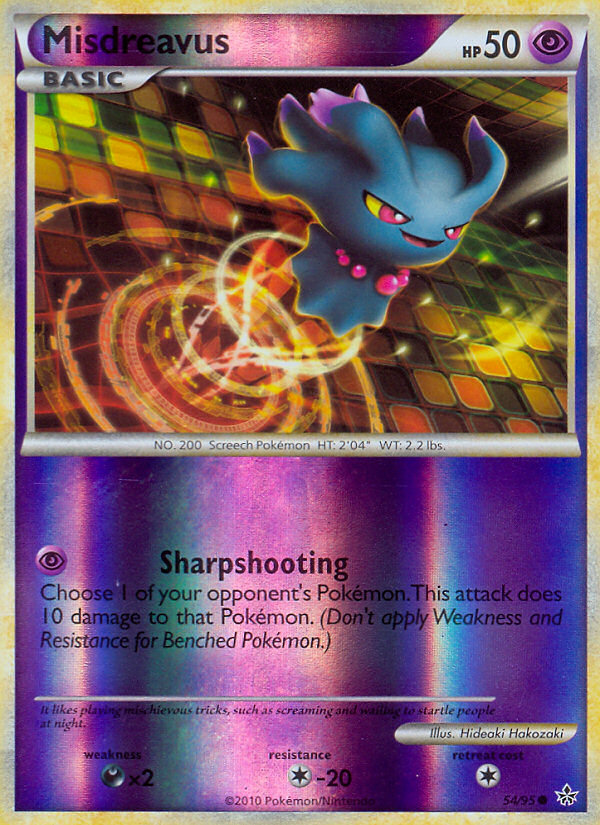 Misdreavus
HP 50
BASIC
NO. 200 Screech Pokémon HT: 2'04" WT: 2.2 lbs.
Sharpshooting
Choose 1 of your opponent's Pokémon. This attack does
10 damage to that Pokémon. (Don't apply Weakness and
Resistance for Benched Pokémon.)
It likes playing mischievous tricks, such as screaming and wailing to startle people
at night.
Illus. Hideaki Hakozaki
weakness resistance retreat cost
x2 -20
©2010 Pokémon/Nintendo 54/95